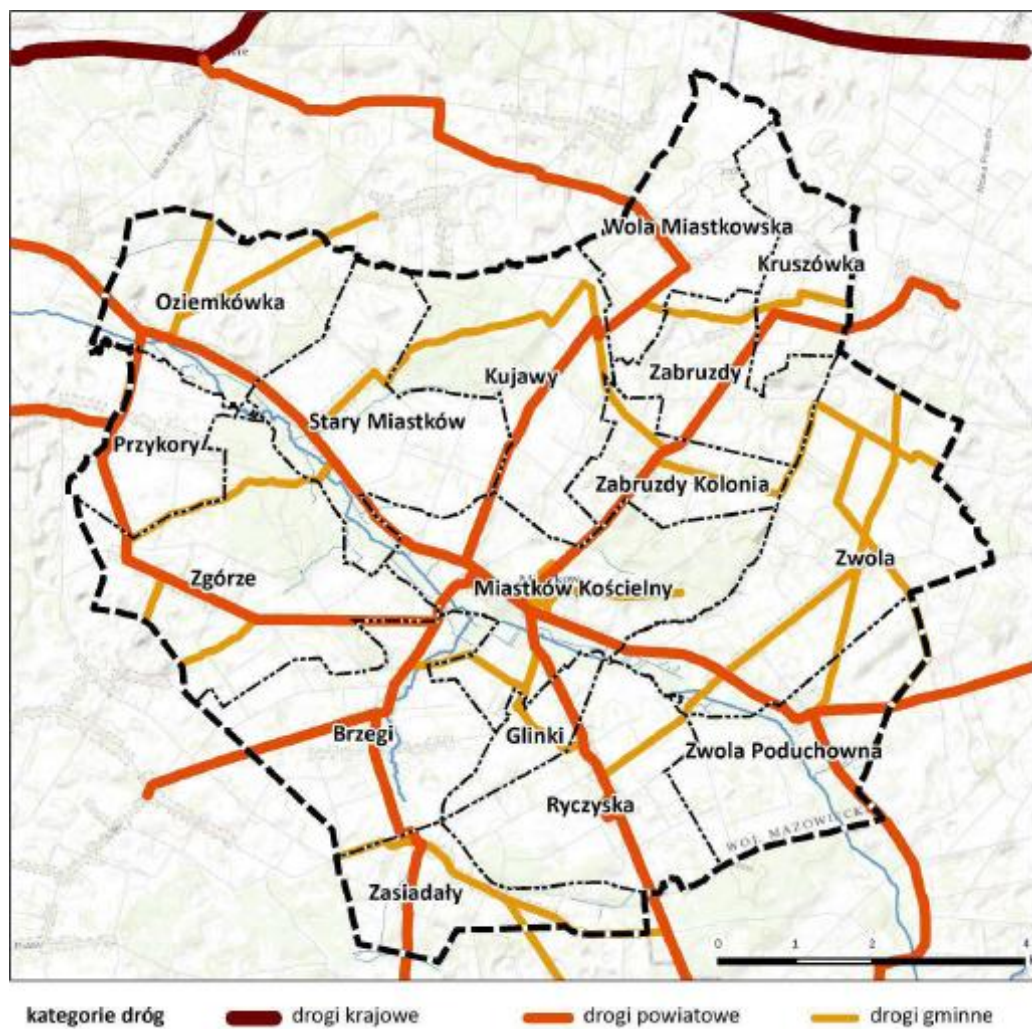 Wola Miastkowska
Kruszówka
Oziemkówka
Kujawy
Zabruzdy
Stary Miastków
Przykory
Zabruzdy Kolonia
Zwola
Zgórze
Miastków Kościelny
Brzegi
Glinki
Zwola Poduchowna
Ryczyska
WOJ. MAZOWIECK
Zasiadały
0 1 2 4
kategorie dróg drogi krajowe drogi powiatowe drogi gminne